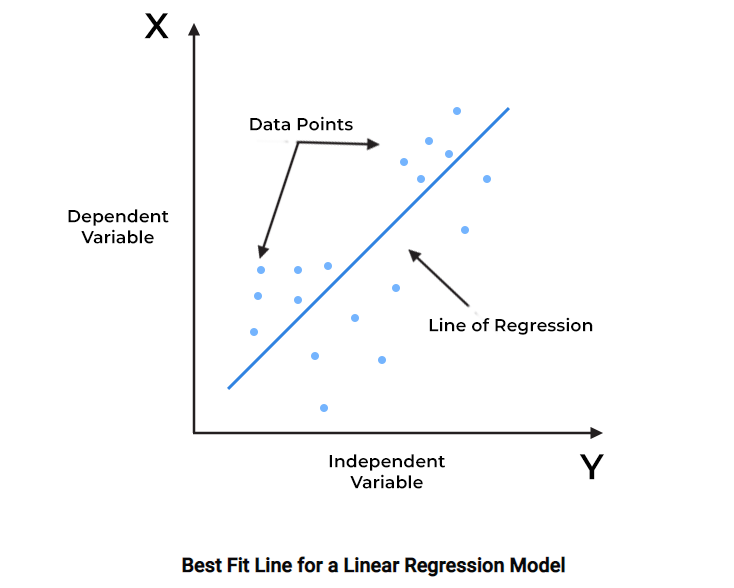 X
Data Points
Dependent
Variable
Line of Regression
Independent
Variable
Y
Best Fit Line for a Linear Regression Model